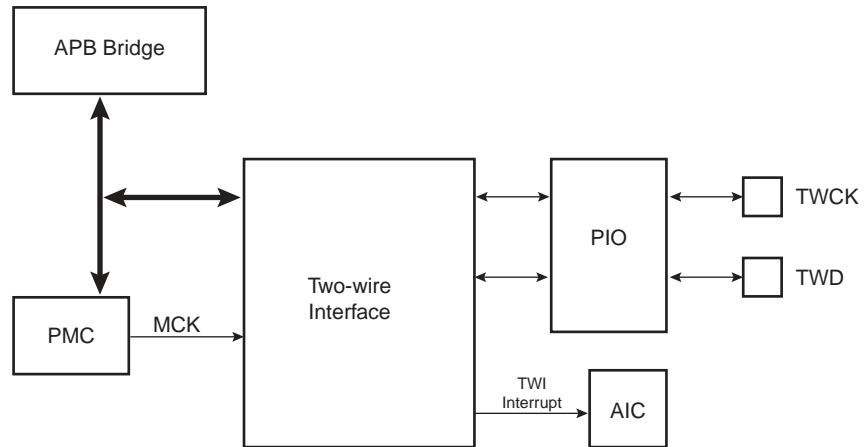 APB Bridge
TWCK
PIO
TWD
Two-wire
Interface
MCK
PMC
TWI
Interrupt
AIC